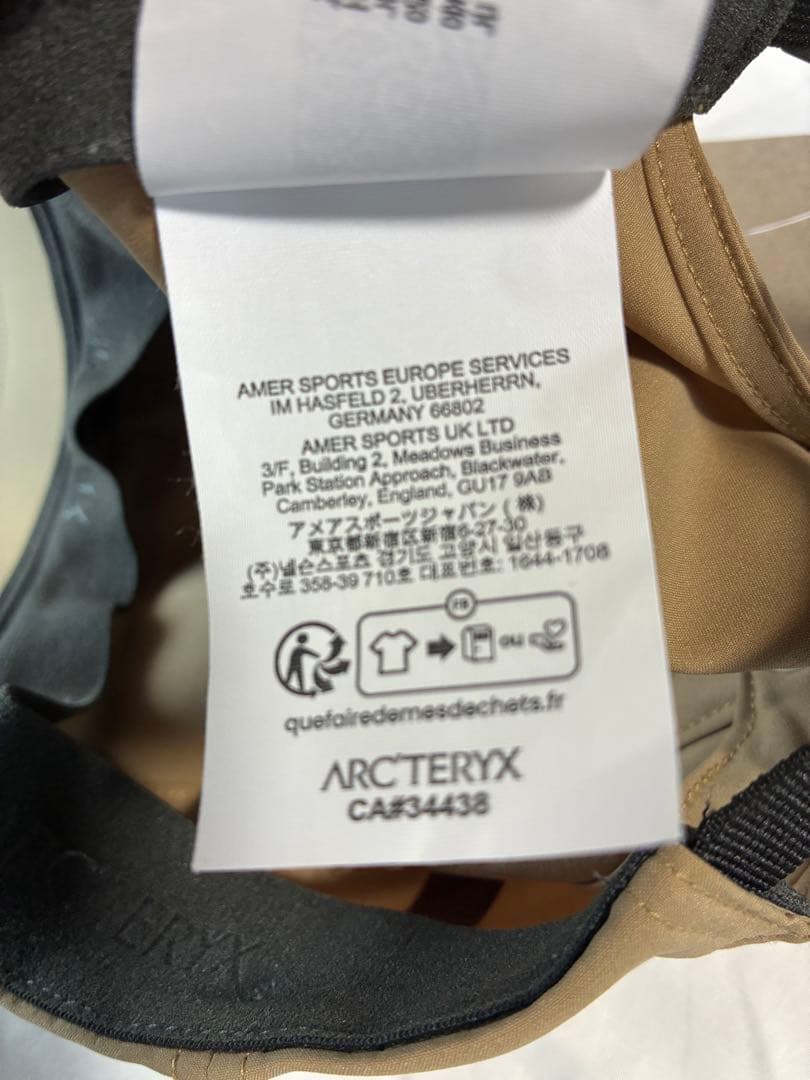 AMER SPORTS EUROPE SERVICES
IM HASFELD 2, UBERHERRN,
GERMANY 66802
AMER SPORTS UK LTD
3/F, Building 2, Meadows Business
Park Station Approach, Blackwater,
Camberley, England, GU17 9AB
アメアスポーツジャパン(株)
東京都新宿区新宿6-27-30
(주)넬슨스포츠 경기도 고양시 일산동구
호수로 358-39 710호 대표번호: 1644-1708
FR
ou
quefairedemesdechets.fr
ARC'TERYX
CA#34438
TERYX